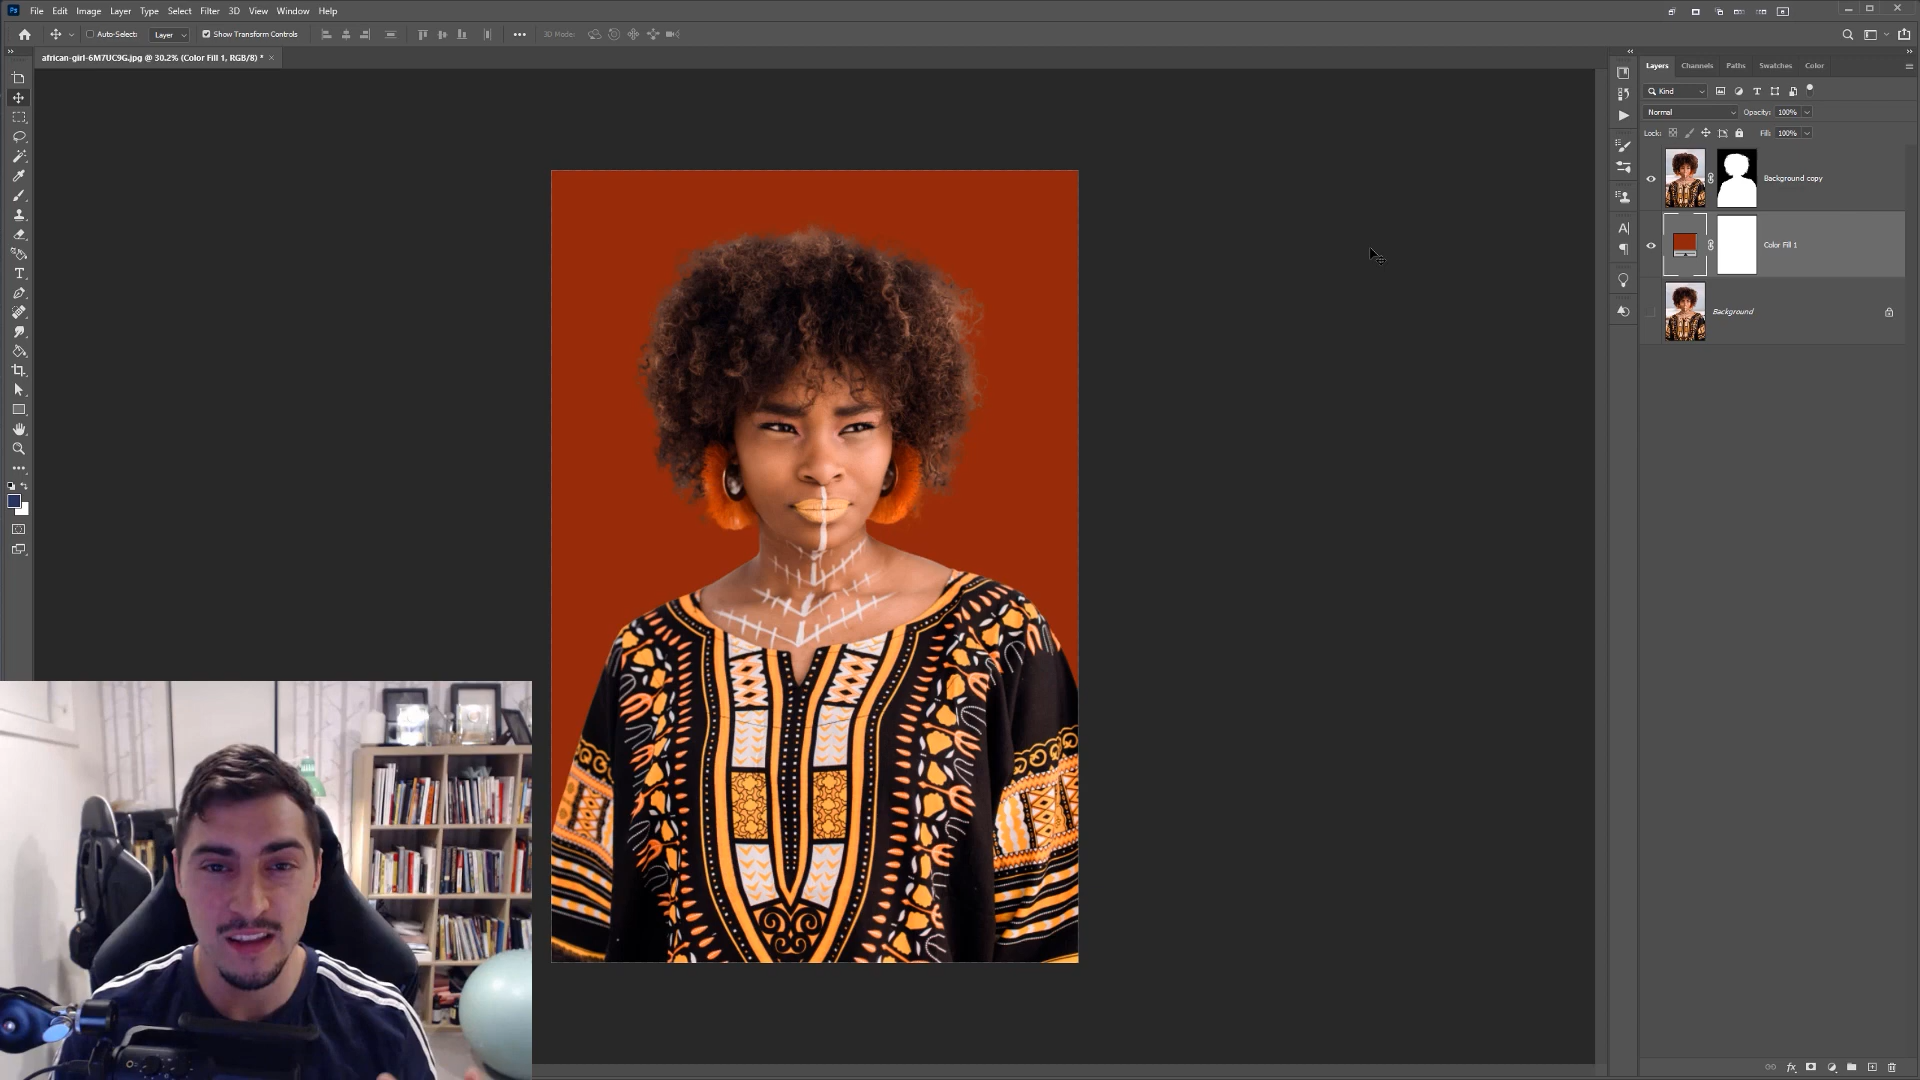 Ps File Edit Image Layer Type Select Filter 3D View Window Help
Auto-Select: Layer Show Transform Controls 3D Mode:
african-girl-6M7UC9G.jpg @ 30.2% (Color Fill 1, RGB/8) *
Layers Channels Paths Swatches Color
Kind
Normal Opacity: 100%
Lock: Fill: 100%
Background copy
Color Fill 1
Background